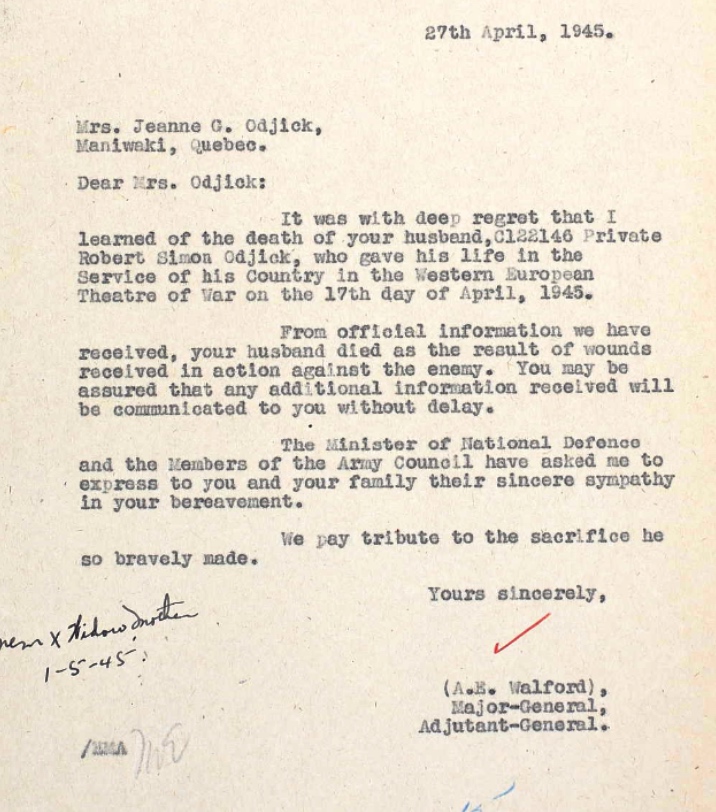 27th April, 1945.
Mrs. Jeanne G. Odjick,
Maniwaki, Quebec.
Dear Mrs. Odjick:
It was with deep regret that I
learned of the death of your husband,C122146 Private
Robert Simon Odjick, who gave his life in the
Service of his Country in the Western European
Theatre of War on the 17th day of April, 1945.
From official information we have
received, your husband died as the result of wounds
received in action against the enemy. You may be
assured that any additional information received will
be communicated to you without delay.
The Minister of National Defence
and the Members of the Army Council have asked me to
express to you and your family their sincere sympathy
in your bereavement.
We pay tribute to the sacrifice he
so bravely made.
Yours sincerely,
x Widow Mother
1-5-45.
(A.E. Walford),
Major-General,
Adjutant-General.
/MMA